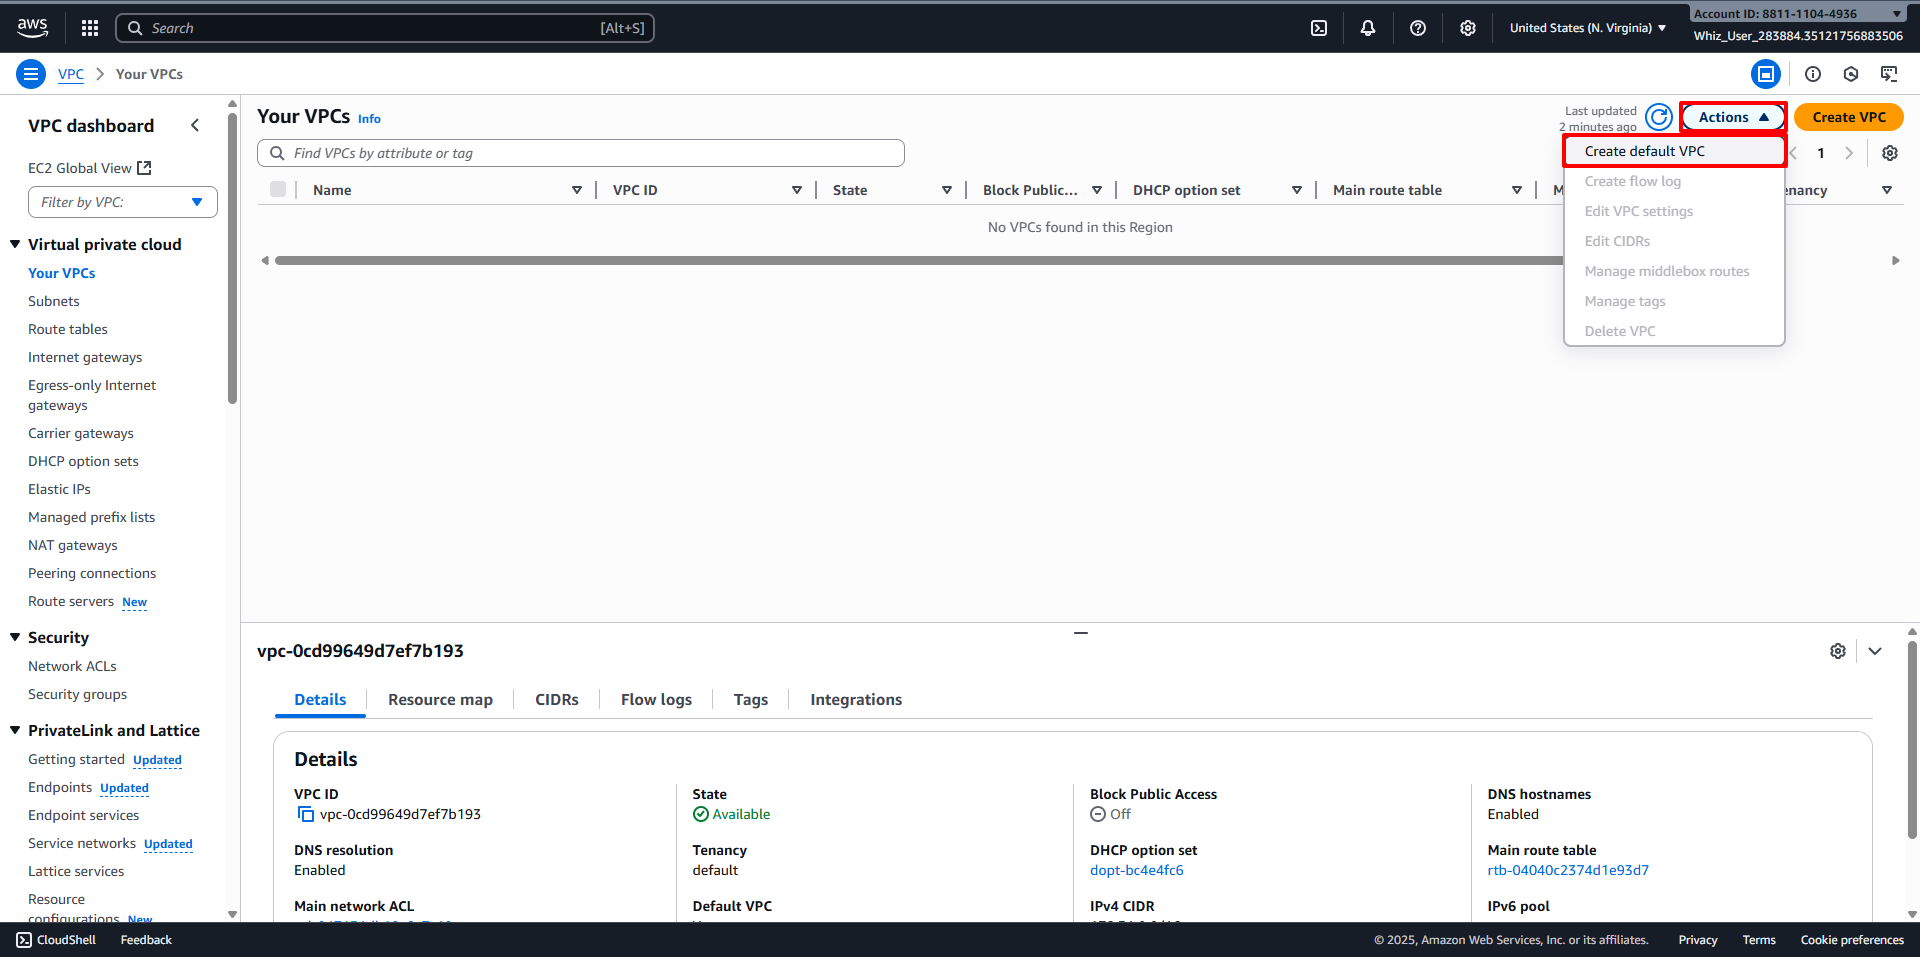 aws
Search
[Alt+S]
United States (N. Virginia)
Account ID: 8811-1104-4936
Whiz_User_283884.35121756883506
VPC
Your VPCs
VPC dashboard
EC2 Global View
Filter by VPC:
Virtual private cloud
Your VPCs
Subnets
Route tables
Internet gateways
Egress-only Internet
gateways
Carrier gateways
DHCP option sets
Elastic IPs
Managed prefix lists
NAT gateways
Peering connections
Route servers New
Security
Network ACLs
Security groups
PrivateLink and Lattice
Getting started Updated
Endpoints Updated
Endpoint services
Service networks Updated
Lattice services
Resource
configurations New
Your VPCs Info
Last updated
2 minutes ago
Actions
Create VPC
Find VPCs by attribute or tag
1
Name
VPC ID
State
Block Public...
DHCP option set
Main route table
No VPCs found in this Region
Create default VPC
Create flow log
Edit VPC settings
Edit CIDRs
Manage middlebox routes
Manage tags
Delete VPC
vpc-0cd99649d7ef7b193
Details
Resource map
CIDRs
Flow logs
Tags
Integrations
Details
VPC ID
vpc-0cd99649d7ef7b193
State
Available
Block Public Access
Off
DNS hostnames
Enabled
DNS resolution
Enabled
Tenancy
default
DHCP option set
dopt-bc4e4fc6
Main route table
rtb-04040c2374d1e93d7
Main network ACL
Default VPC
IPv4 CIDR
IPv6 pool
CloudShell
Feedback
© 2025, Amazon Web Services, Inc. or its affiliates.
Privacy
Terms
Cookie preferences